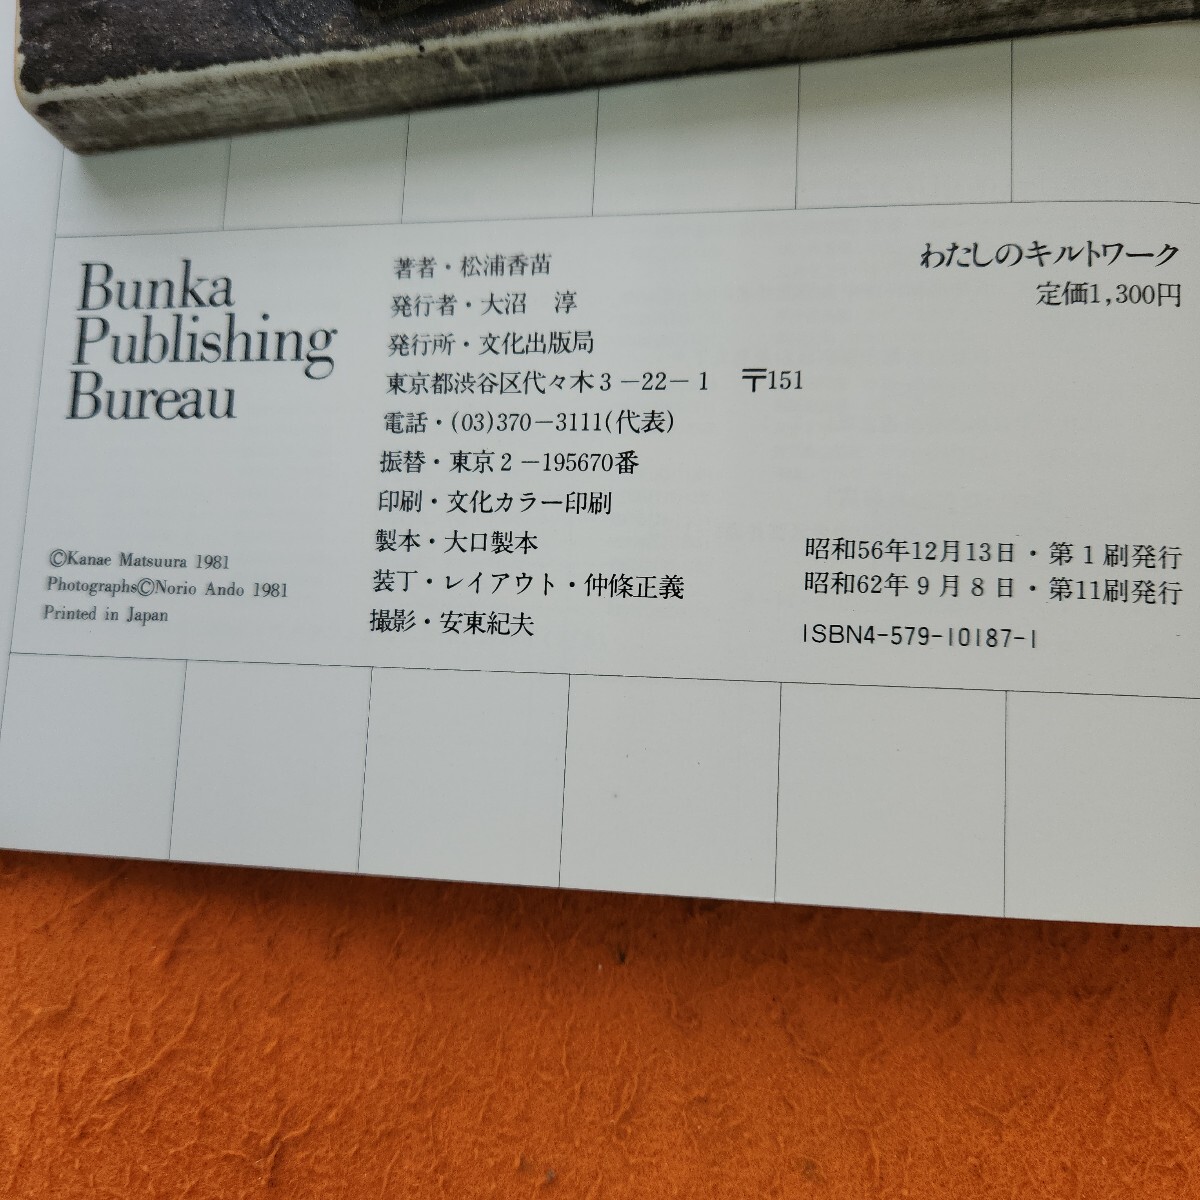 Bunka
Publishing
Bureau
©Kanae Matsuura 1981
Photographs©Norio Ando 1981
Printed in Japan
著者・松浦香苗
発行者・大沼 淳
発行所・文化出版局
東京都渋谷区代々木3-22-1 〒151
電話・(03)370-3111(代表)
振替・東京2-195670番
印刷・文化カラー印刷
製本・大口製本
装丁・レイアウト・仲條正義
撮影・安東紀夫
わたしのキルトワーク
定価1,300円
昭和56年12月13日・第1刷発行
昭和62年9月8日・第11刷発行
ISBN4-579-10187-1